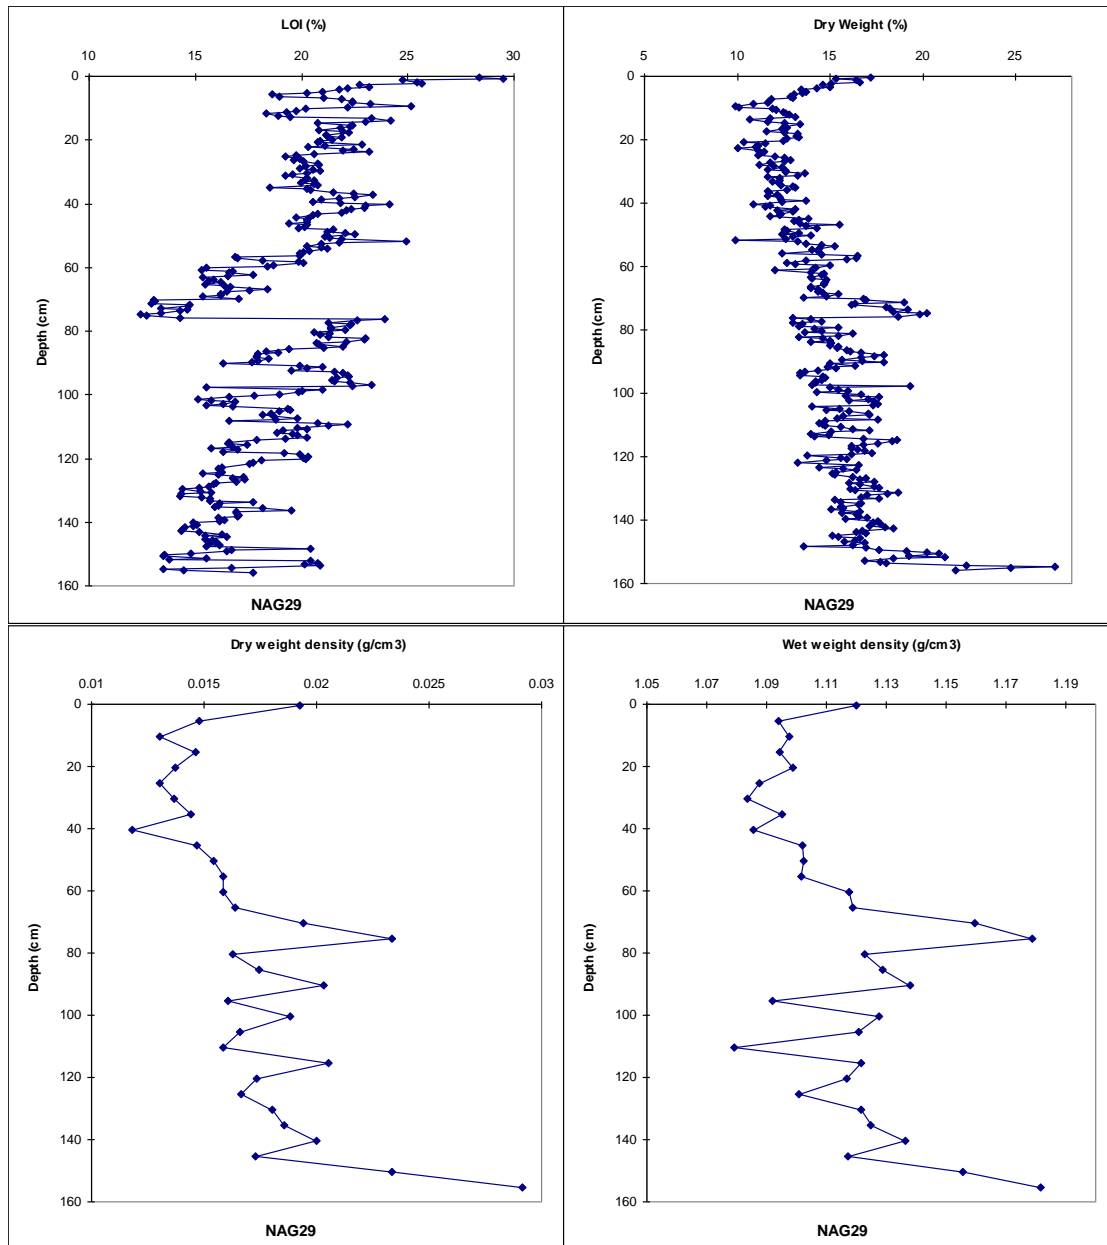 LOI (%)
10 15 20 25 30
0
20
40
60
80
100
120
140
160
Depth (cm)
NAG29
Dry Weight (%)
5 10 15 20 25
0
20
40
60
80
100
120
140
160
Depth (cm)
NAG29
Dry weight density (g/cm3)
0.01 0.015 0.02 0.025 0.03
0
20
40
60
80
100
120
140
160
Depth (cm)
NAG29
Wet weight density (g/cm3)
1.05 1.07 1.09 1.11 1.13 1.15 1.17 1.19
0
20
40
60
80
100
120
140
160
Depth (cm)
NAG29